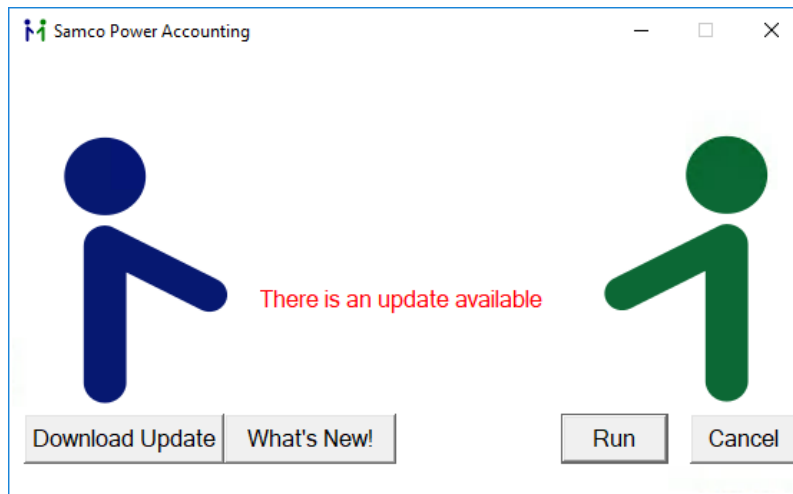 Samco Power Accounting
There is an update available
Download Update What's New! Run Cancel